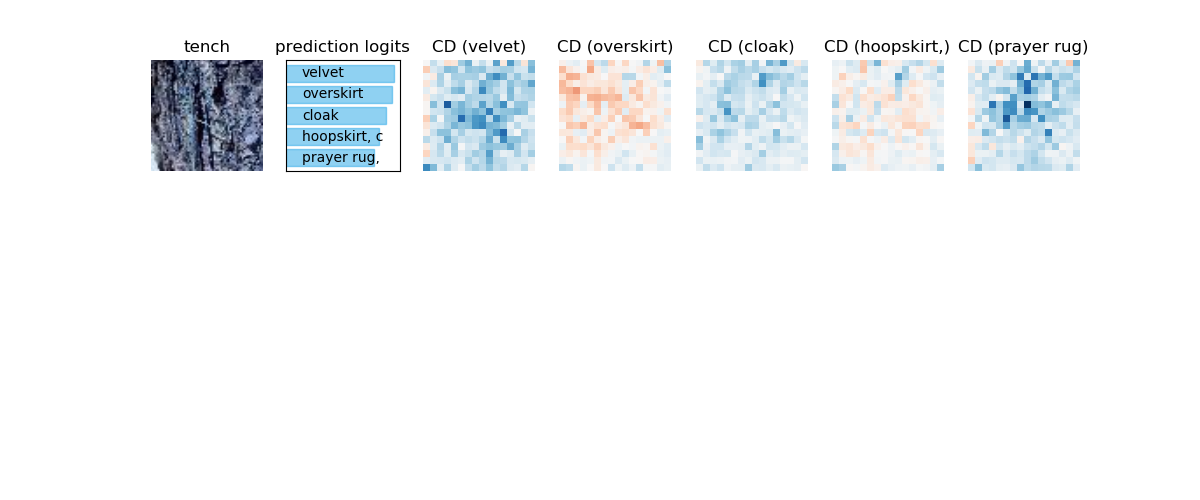 tench
prediction logits
CD (velvet)
CD (overskirt)
CD (cloak)
CD (hoopskirt,)
CD (prayer rug)
velvet
overskirt
cloak
hoopskirt, c
prayer rug,